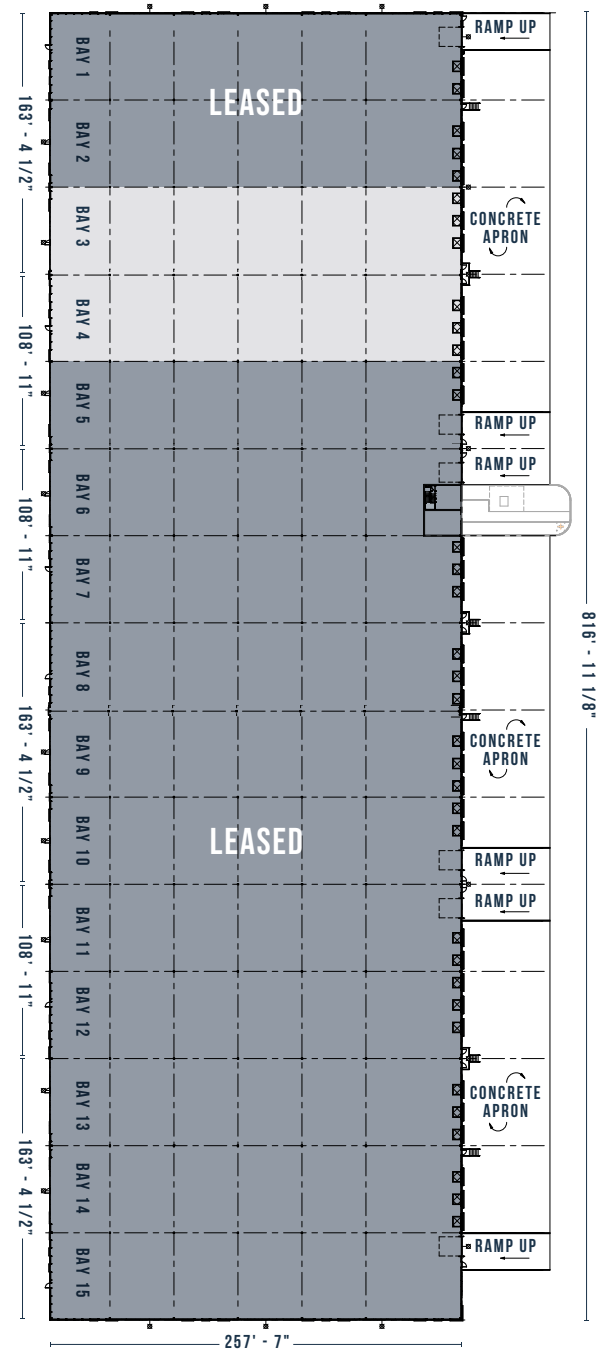 RAMP UP
BAY 1
LEASED
163' - 4 1/2"
BAY 2
BAY 3
CONCRETE
APRON
BAY 4
108' - 11"
BAY 5
RAMP UP
RAMP UP
BAY 6
108' - 11"
BAY 7
816' - 11 1/8"
BAY 8
163' - 4 1/2"
BAY 9
CONCRETE
APRON
LEASED
BAY 10
RAMP UP
RAMP UP
BAY 11
108' - 11"
BAY 12
BAY 13
CONCRETE
APRON
163' - 4 1/2"
BAY 14
RAMP UP
BAY 15
257' - 7"